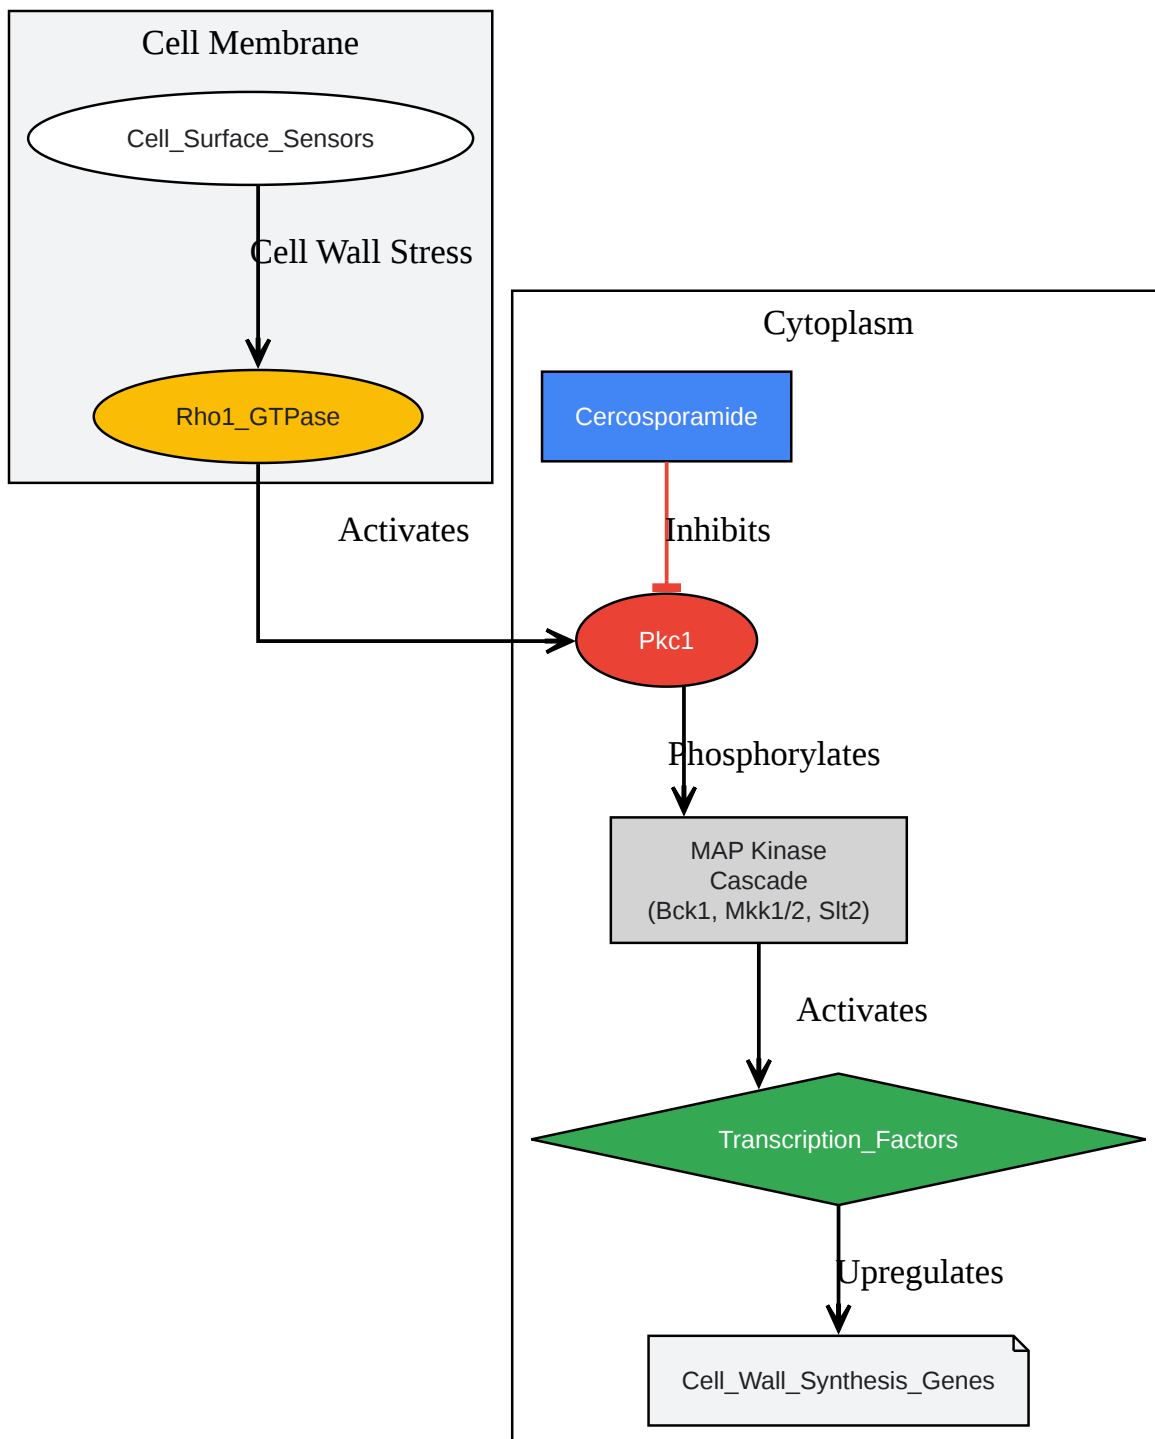 Cell Membrane
Cell_Surface_Sensors
Cell Wall Stress
Rho1_GTPase
Activates
Cytoplasm
Cercosporamide
Inhibits
Pkc1
Phosphorylates
MAP Kinase
Cascade
(Bck1, Mkk1/2, Slt2)
Activates
Transcription_Factors
Upregulates
Cell_Wall_Synthesis_Genes